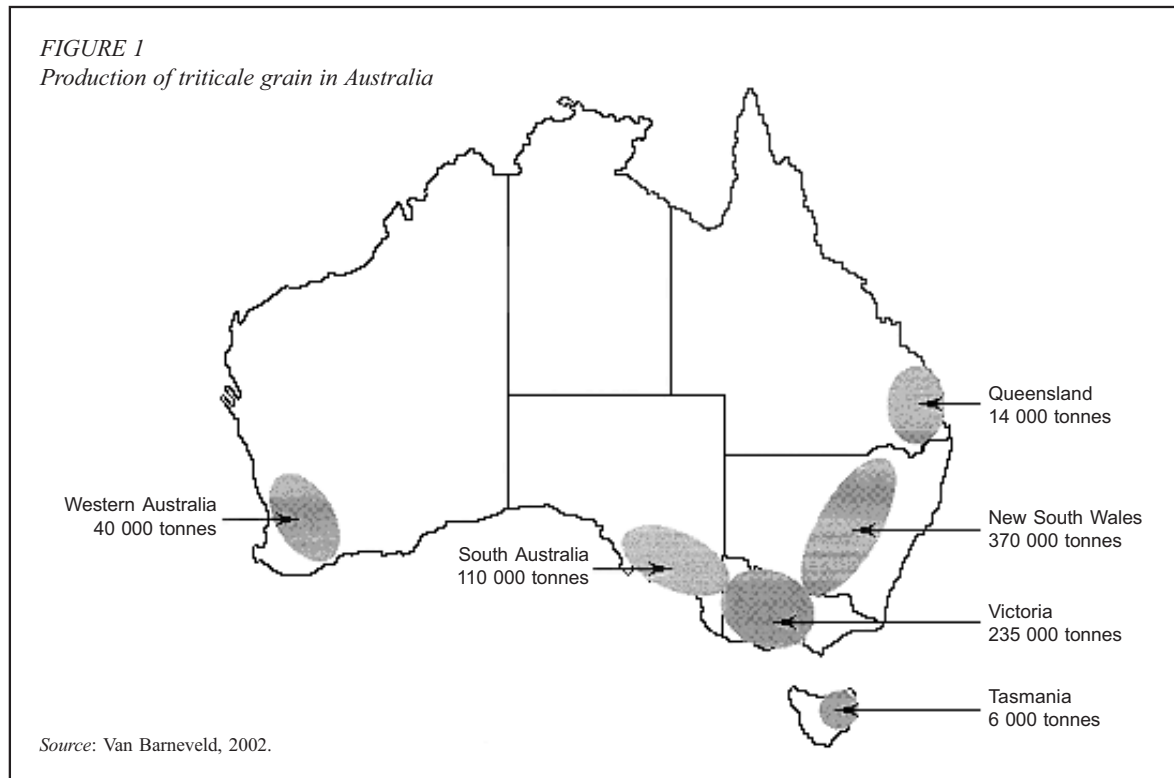 FIGURE 1
Production of triticale grain in Australia
Queensland
14 000 tonnes
Western Australia
40 000 tonnes
New South Wales
370 000 tonnes
South Australia
110 000 tonnes
Victoria
235 000 tonnes
Tasmania
6 000 tonnes
Source: Van Barneveld, 2002.